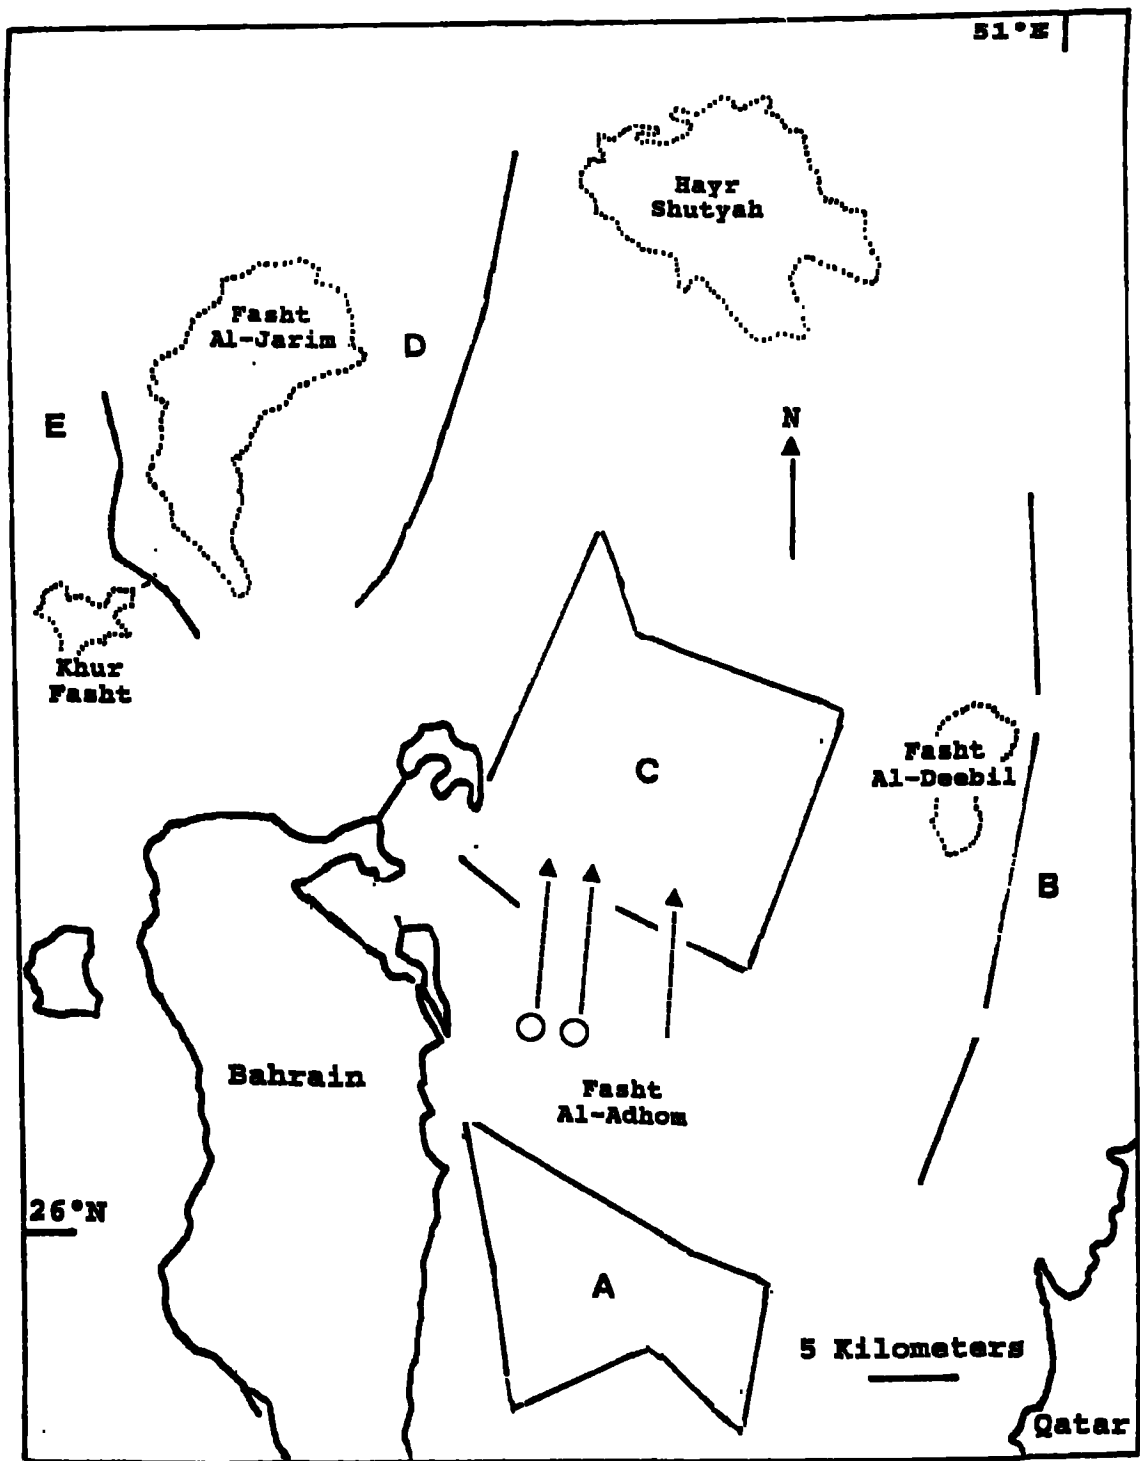 51°E
Hayr
Shutyah
Fasht
Al-Jarim
D
E
N
Khur
Fasht
C
Fasht
Al-Deebil
B
Bahrain
Fasht
Al-Adhom
26°N
A
5 Kilometers
Qatar